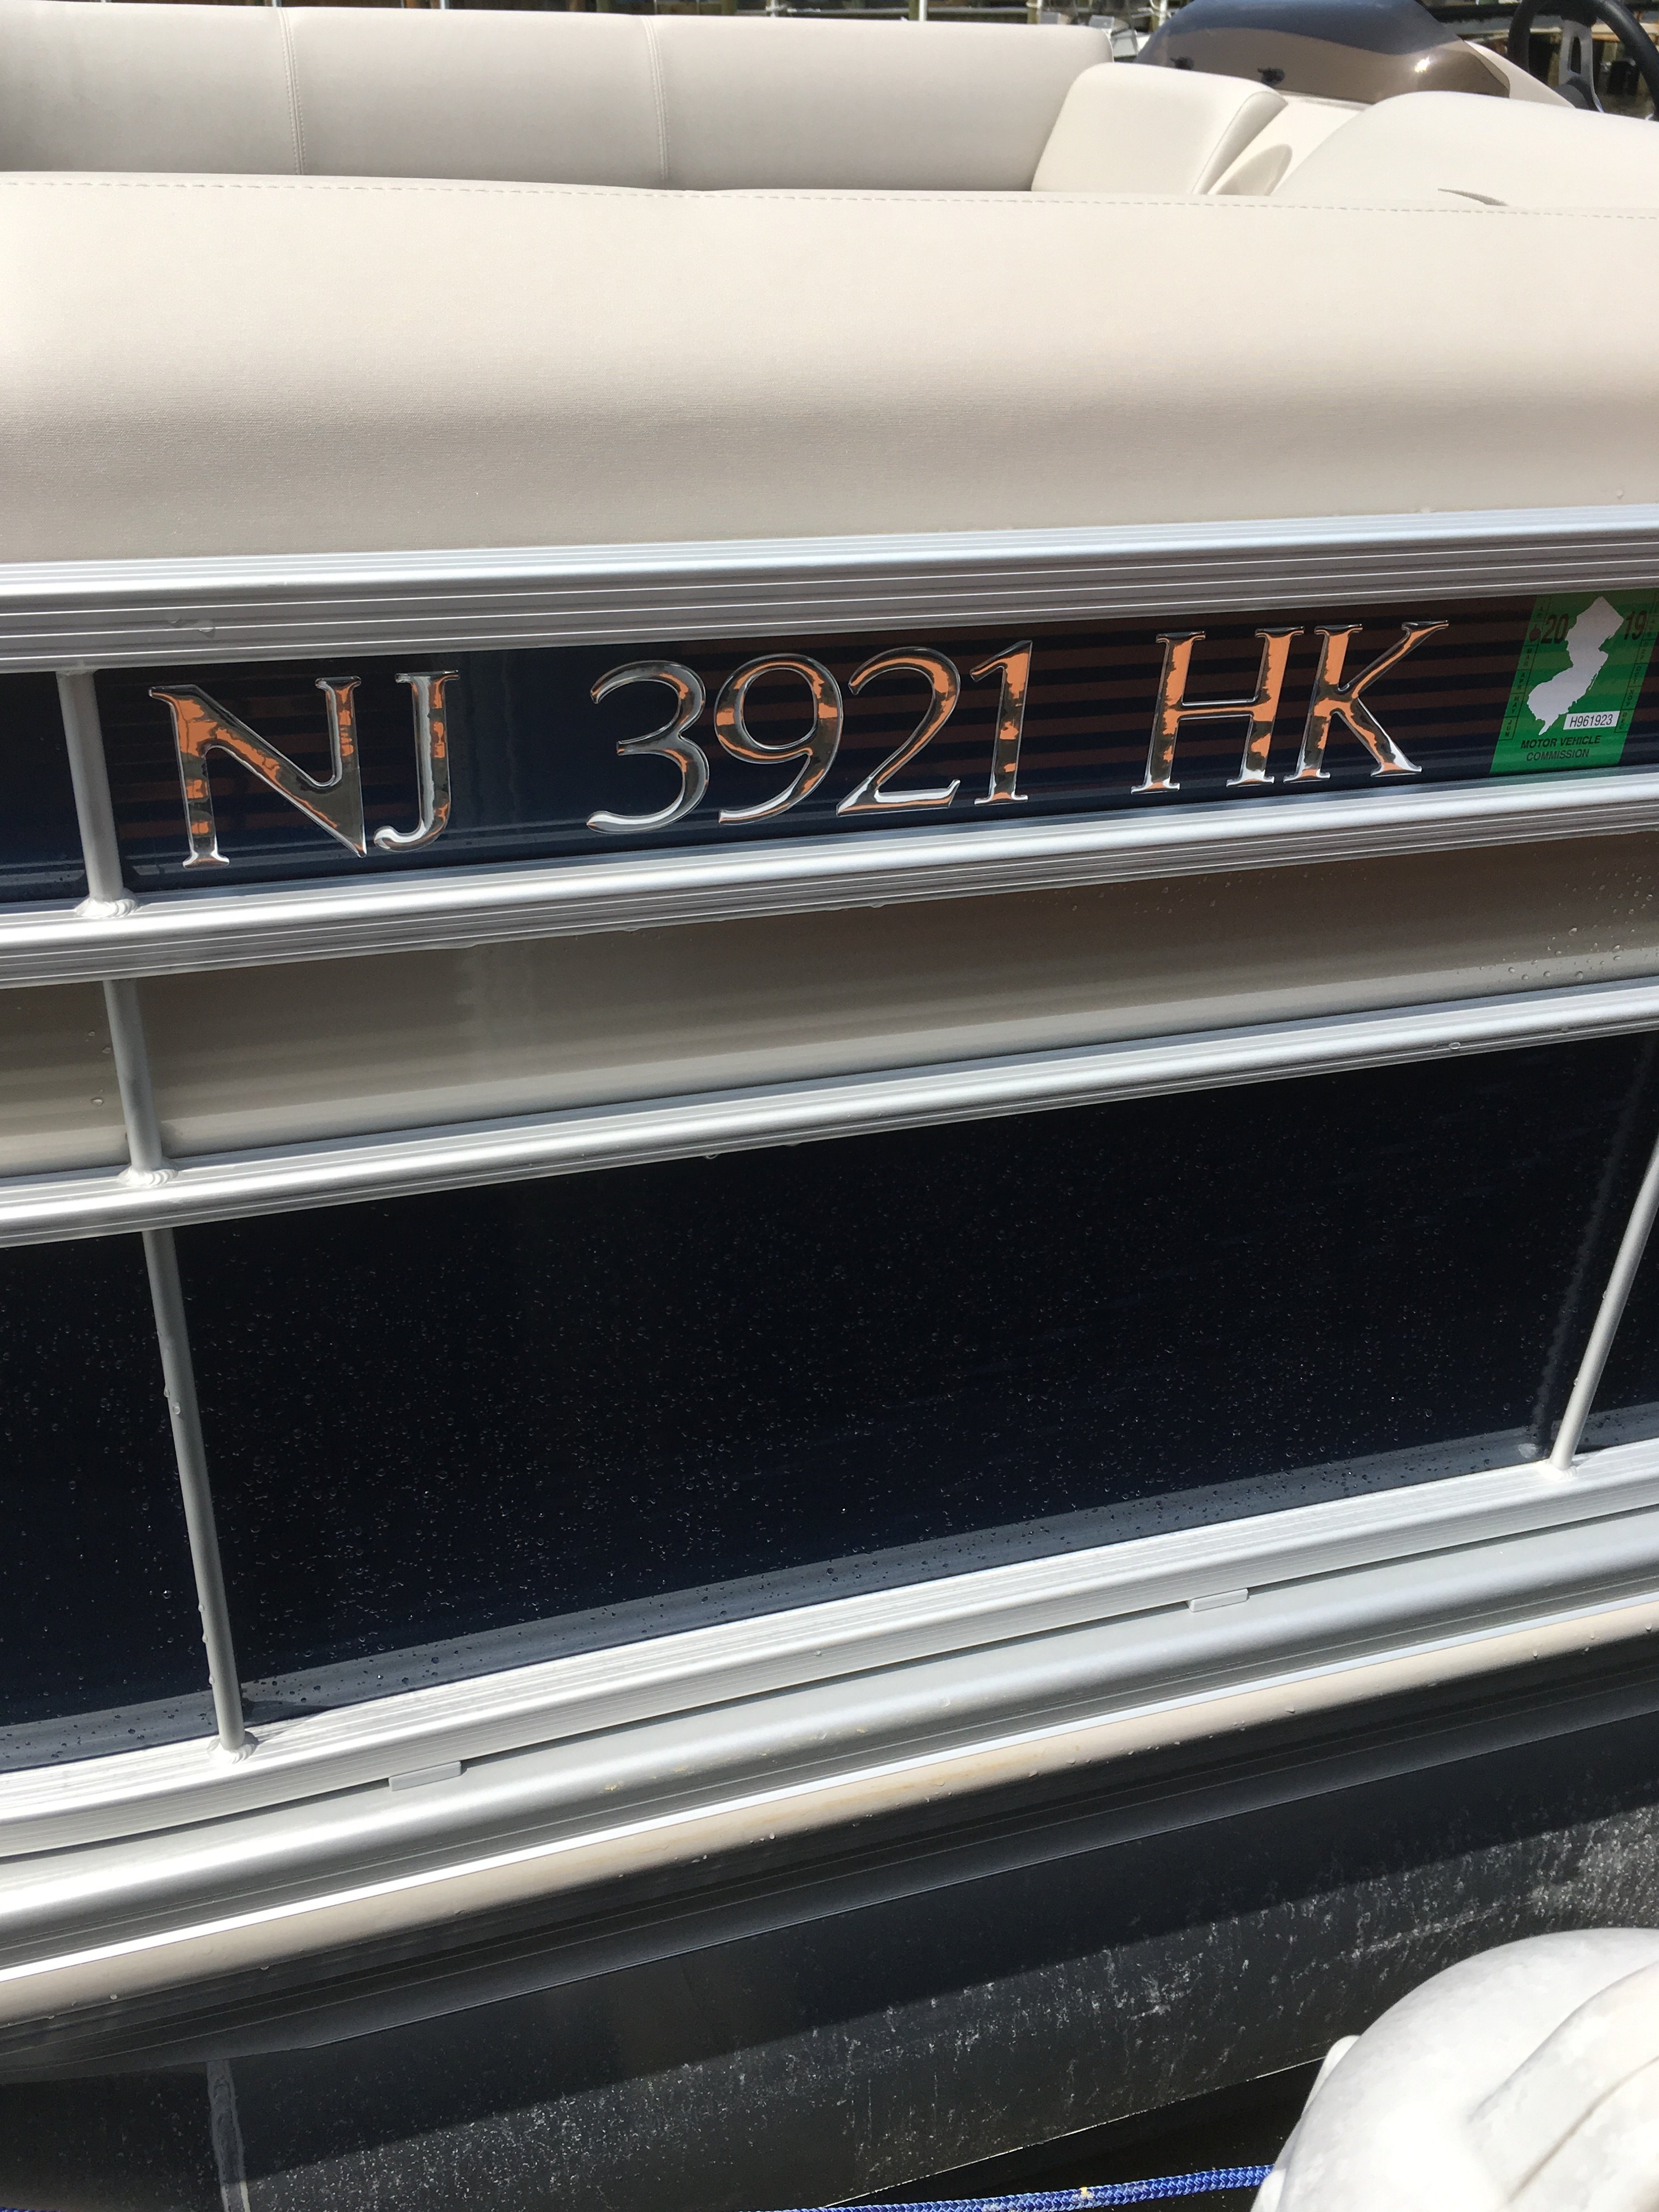 NJ 3921 HK
20 19
H961923
MOTOR VEHICLE
COMMISSION